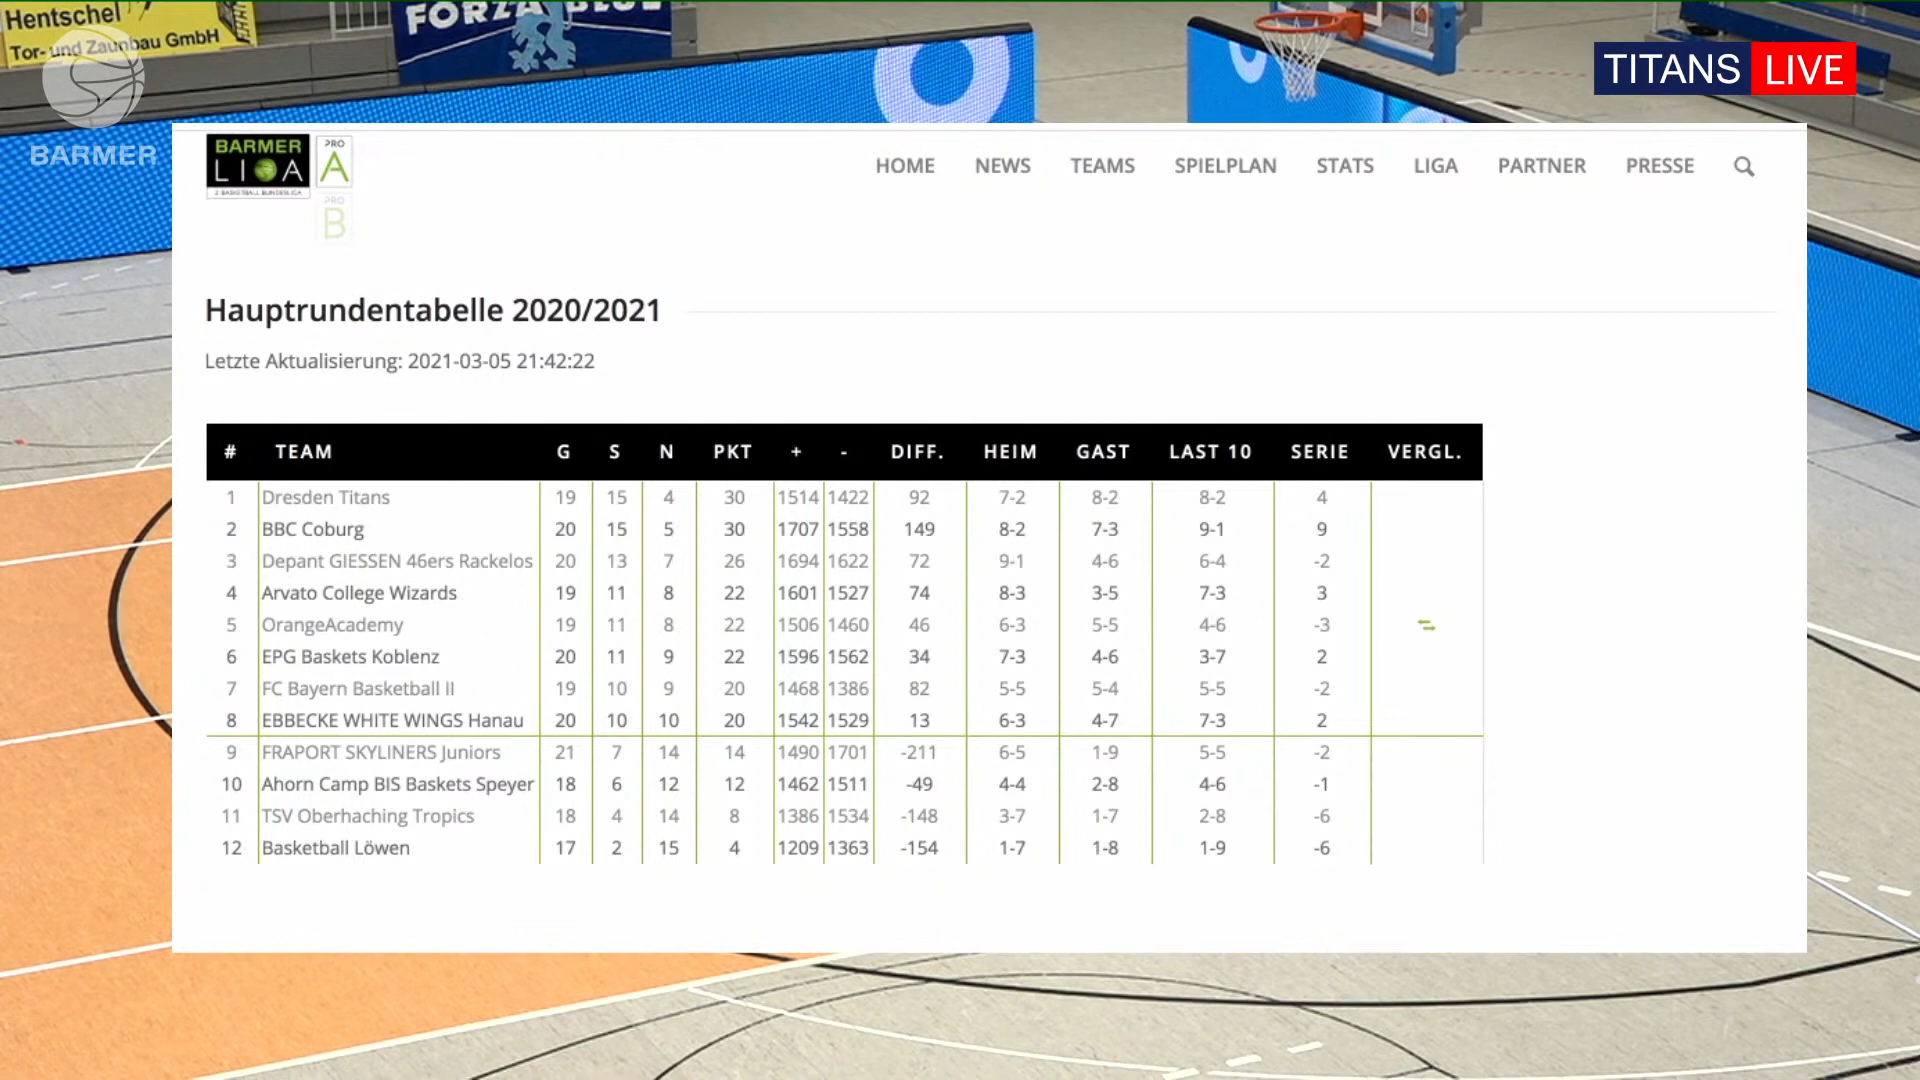 Hentschel
Tor- und Zaunbau GmbH
FORZA BLUE
TITANS LIVE
BARMER
BARMER
LIGA
2. BASKETBALL BUNDESLIGA
PRO
A
PRO
B
HOME NEWS TEAMS SPIELPLAN STATS LIGA PARTNER PRESSE
Hauptrundentabelle 2020/2021
Letzte Aktualisierung: 2021-03-05 21:42:22
# TEAM G S N PKT + - DIFF. HEIM GAST LAST 10 SERIE VERGL.
1 Dresden Titans 19 15 4 30 1514 1422 92 7-2 8-2 8-2 4
2 BBC Coburg 20 15 5 30 1707 1558 149 8-2 7-3 9-1 9
3 Depant GIESSEN 46ers Rackelos 20 13 7 26 1694 1622 72 9-1 4-6 6-4 -2
4 Arvato College Wizards 19 11 8 22 1601 1527 74 8-3 3-5 7-3 3
5 OrangeAcademy 19 11 8 22 1506 1460 46 6-3 5-5 4-6 -3
6 EPG Baskets Koblenz 20 11 9 22 1596 1562 34 7-3 4-6 3-7 2
7 FC Bayern Basketball II 19 10 9 20 1468 1386 82 5-5 5-4 5-5 -2
8 EBBECKE WHITE WINGS Hanau 20 10 10 20 1542 1529 13 6-3 4-7 7-3 2
9 FRAPORT SKYLINERS Juniors 21 7 14 14 1490 1701 -211 6-5 1-9 5-5 -2
10 Ahorn Camp BIS Baskets Speyer 18 6 12 12 1462 1511 -49 4-4 2-8 4-6 -1
11 TSV Oberhaching Tropics 18 4 14 8 1386 1534 -148 3-7 1-7 2-8 -6
12 Basketball Löwen 17 2 15 4 1209 1363 -154 1-7 1-8 1-9 -6